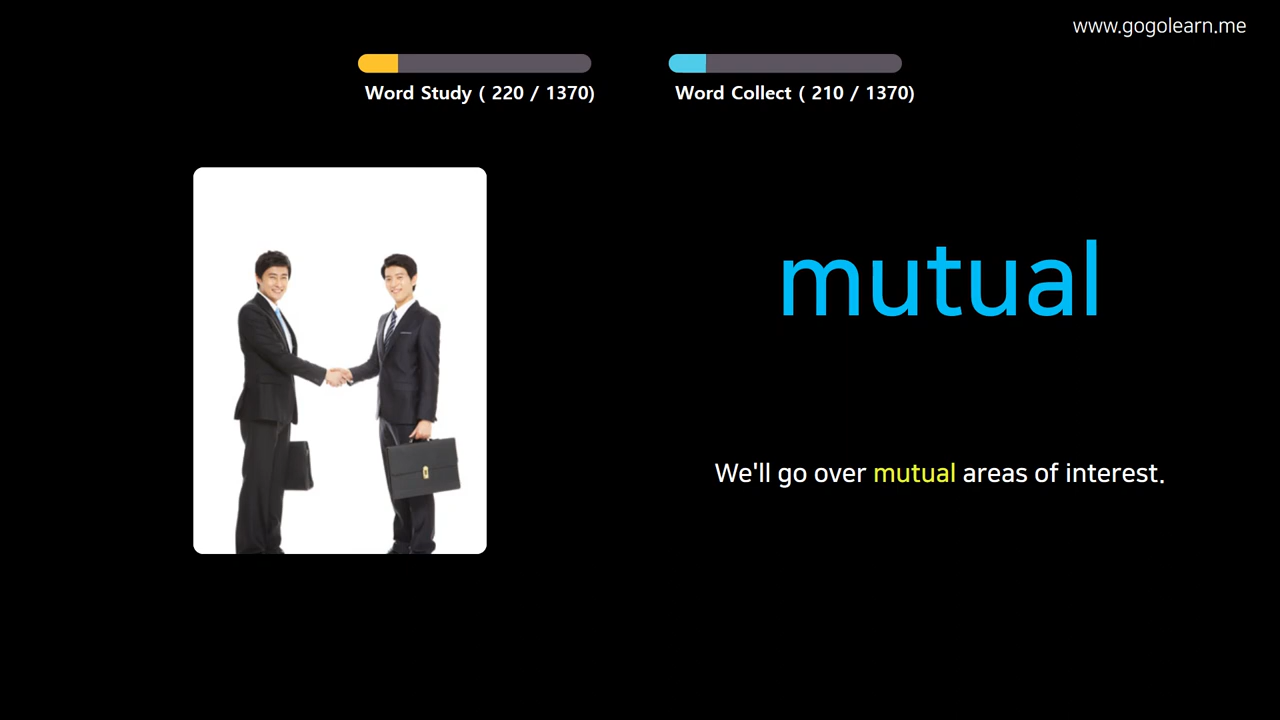 www.gogolearn.me
Word Study ( 220 / 1370)
Word Collect ( 210 / 1370)
mutual
We'll go over mutual areas of interest.